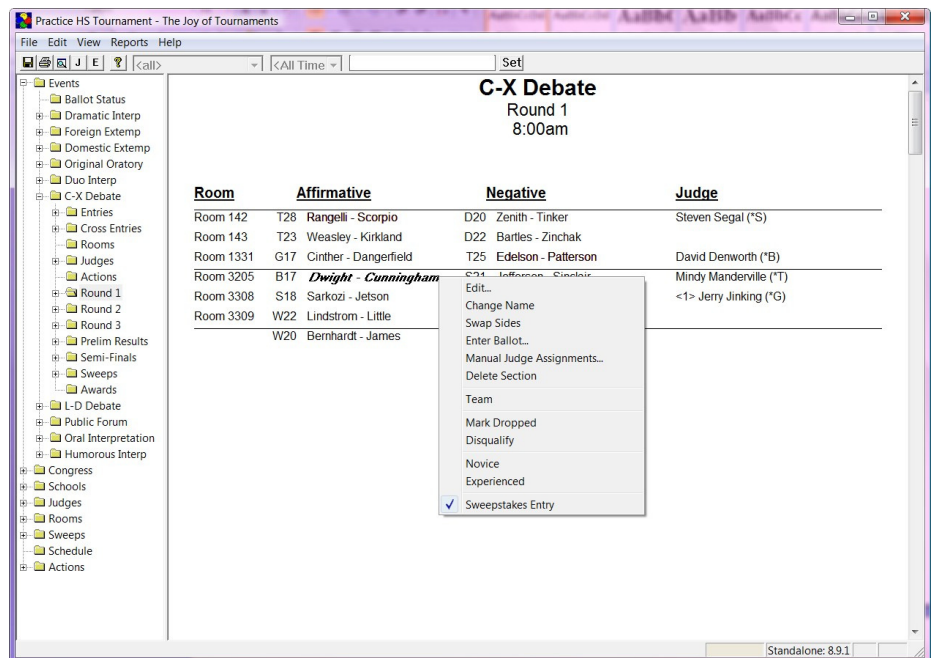 Practice HS Tournament - The Joy of Tournaments
File Edit View Reports Help
J E ? <all> <All Time Set
Events
Ballot Status
Dramatic Interp
Foreign Extemp
Domestic Extemp
Original Oratory
Duo Interp
C-X Debate
Entries
Cross Entries
Rooms
Judges
Actions
Round 1
Round 2
Round 3
Prelim Results
Semi-Finals
Sweeps
Awards
L-D Debate
Public Forum
Oral Interpretation
Humorous Interp
Congress
Schools
Judges
Rooms
Sweeps
Schedule
Actions
C-X Debate
Round 1
8:00am
Room Affirmative Negative Judge
Room 142 T28 Rangelli - Scorpio D20 Zenith - Tinker Steven Segal (*S)
Room 143 T23 Weasley - Kirkland D22 Bartles - Zinchak
Room 1331 G17 Cinther - Dangerfield T25 Edelson - Patterson David Denworth (*B)
Room 3205 B17 Dwight - Cunningham S21 Jefferson - Sinclair Mindy Manderville (*T)
Room 3308 S18 Sarkozi - Jetson <1> Jerry Jinking (*G)
Room 3309 W22 Lindstrom - Little
W20 Bernhardt - James
Edit...
Change Name
Swap Sides
Enter Ballot...
Manual Judge Assignments...
Delete Section
Team
Mark Dropped
Disqualify
Novice
Experienced
Sweepstakes Entry
Standalone: 8.9.1